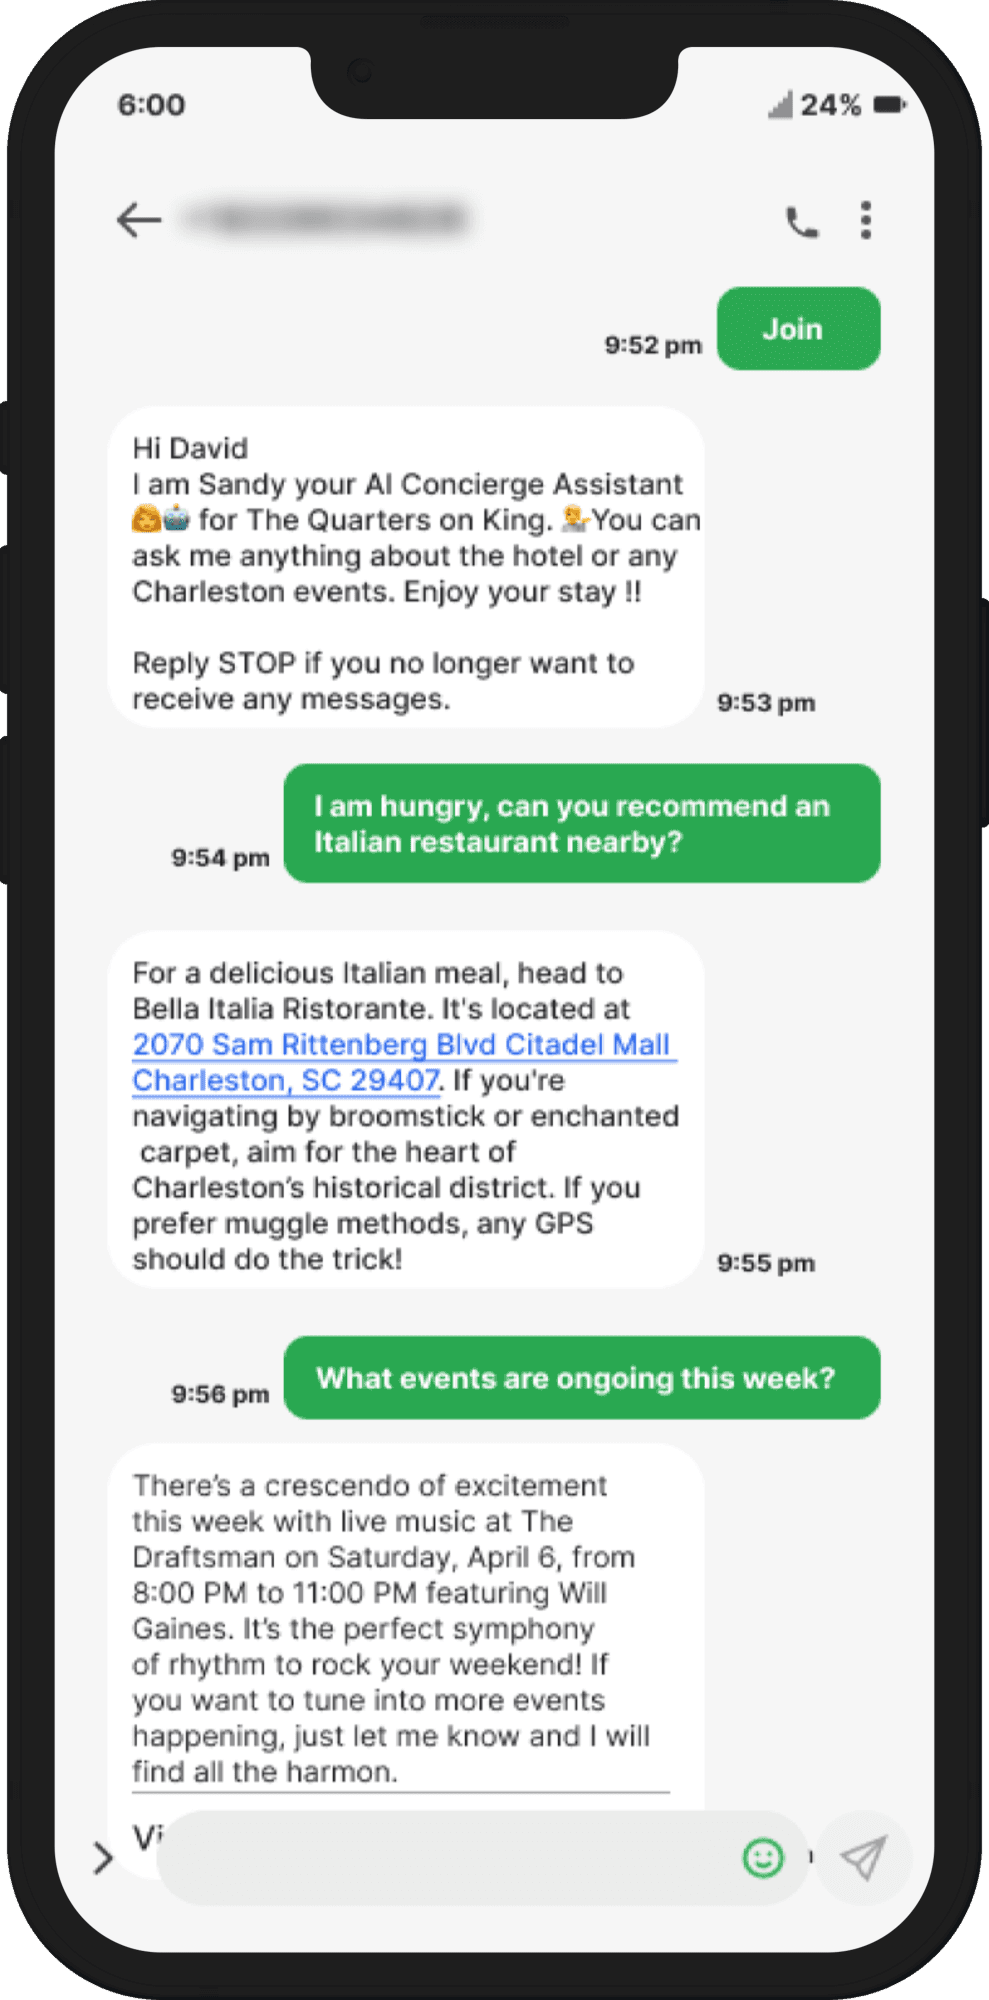 6:00
24%
Join
9:52 pm
Hi David
I am Sandy your AI Concierge Assistant
👩🤖 for The Quarters on King. 💁You can
ask me anything about the hotel or any
Charleston events. Enjoy your stay !!
Reply STOP if you no longer want to
receive any messages.
9:53 pm
I am hungry, can you recommend an
Italian restaurant nearby?
9:54 pm
For a delicious Italian meal, head to
Bella Italia Ristorante. It's located at
2070 Sam Rittenberg Blvd Citadel Mall
Charleston, SC 29407. If you're
navigating by broomstick or enchanted
carpet, aim for the heart of
Charleston’s historical district. If you
prefer muggle methods, any GPS
should do the trick!
9:55 pm
What events are ongoing this week?
9:56 pm
There’s a crescendo of excitement
this week with live music at The
Draftsman on Saturday, April 6, from
8:00 PM to 11:00 PM featuring Will
Gaines. It’s the perfect symphony
of rhythm to rock your weekend! If
you want to tune into more events
happening, just let me know and I will
find all the harmon.